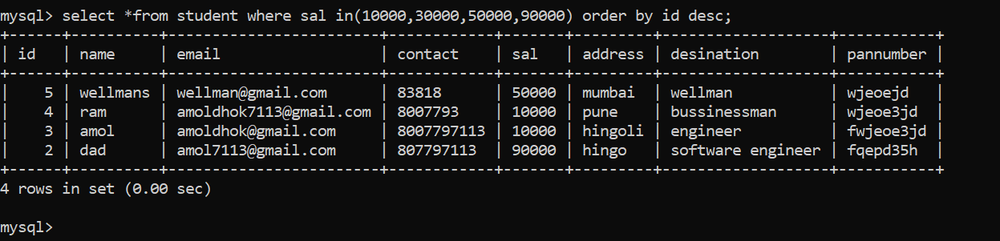 mysql> select *from student where sal in(10000,30000,50000,90000) order by id desc;
+------+----------+-----------------------+------------+-------+---------+-------------------+-----------+
| id   | name     | email                 | contact    | sal   | address | desination        | pannumber |
+------+----------+-----------------------+------------+-------+---------+-------------------+-----------+
|    5 | wellmans | wellman@gmail.com     | 83818      | 50000 | mumbai  | wellman           | wjeoejd   |
|    4 | ram      | amoldhok7113@gmail.com | 8007793    | 10000 | pune    | bussinessman      | wjeoe3jd  |
|    3 | amol     | amoldhok@gmail.com    | 8007797113 | 10000 | hingoli | engineer          | fwjeoe3jd |
|    2 | dad      | amol7113@gmail.com    | 807797113  | 90000 | hingo   | software engineer | fqepd35h  |
+------+----------+-----------------------+------------+-------+---------+-------------------+-----------+
4 rows in set (0.00 sec)
mysql>